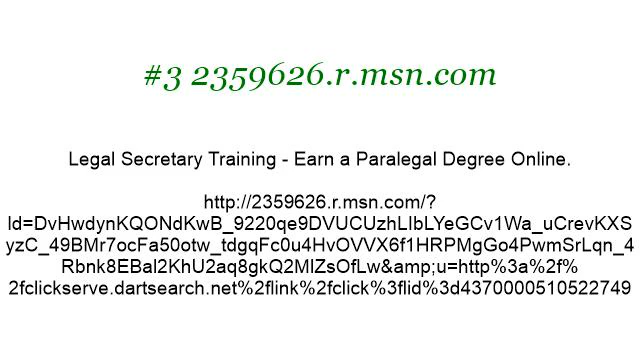 #3 2359626.r.msn.com
Legal Secretary Training - Earn a Paralegal Degree Online.
http://2359626.r.msn.com/?
ld=DvHwdynKQONdKwB_9220qe9DVUCUzhLlbLYeGCv1Wa_uCrevKXS
yzC_49BMr7ocFa50otw_tdgqFc0u4HvOVVX6f1HRPMgGo4PwmSrLqn_4
Rbnk8EBal2KhU2aq8gkQ2MlZsOfLw&amp;u=http%3a%2f%
2fclickserve.dartsearch.net%2flink%2fclick%3flid%3d4370000510522749